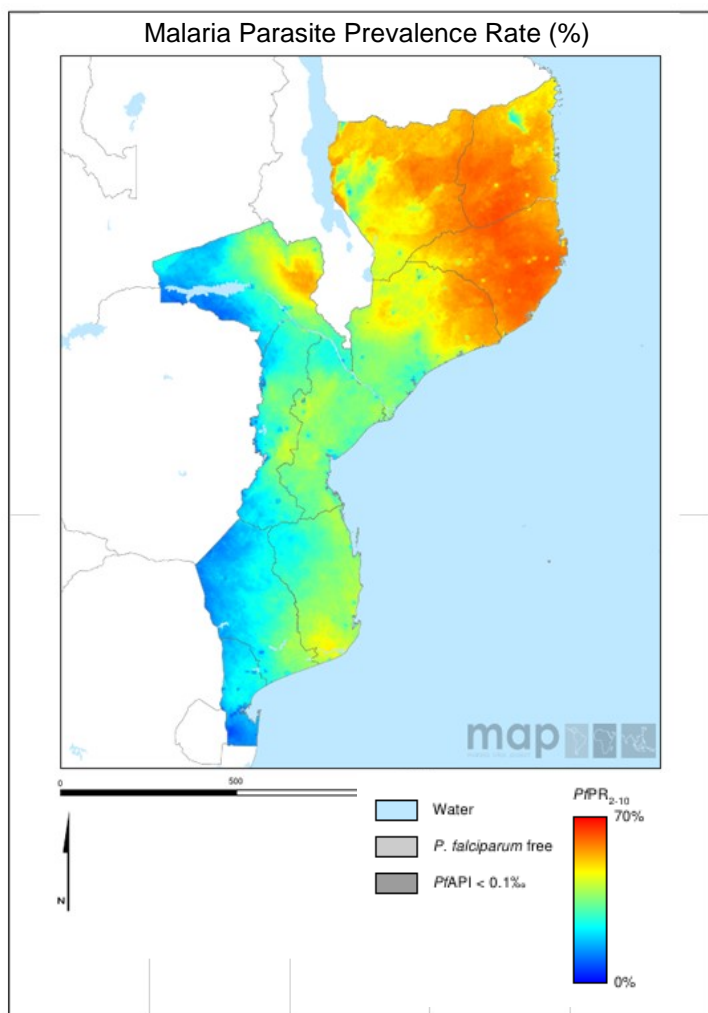 Malaria Parasite Prevalence Rate (%)
map
0
500
N
Water
P. falciparum free
PfAPI < 0.1‰
PfPR2-10
70%
0%